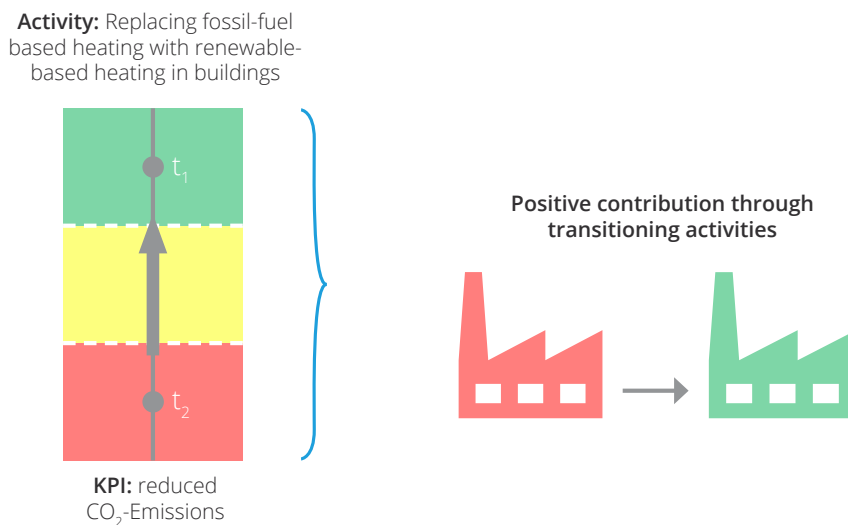 Activity: Replacing fossil-fuel
based heating with renewable-
based heating in buildings
t₁
t₂
KPI: reduced
CO₂-Emissions
Positive contribution through
transitioning activities